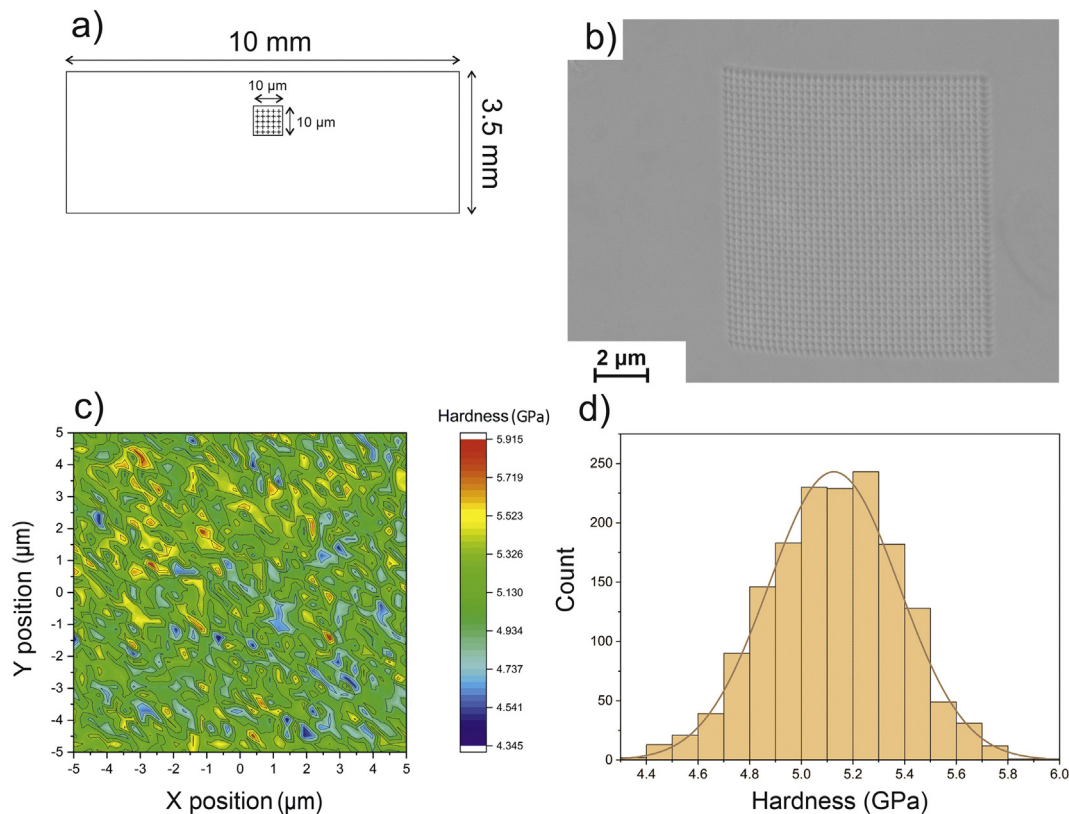 a)
10 mm
10 µm
10 µm
3.5 mm
b)
2 µm
c)
Hardness (GPa)
5.915
5.719
5.523
5.326
5.130
4.934
4.737
4.541
4.345
5
4
3
2
1
0
-1
-2
-3
-4
-5
-5 -4 -3 -2 -1 0 1 2 3 4 5
Y position (µm)
X position (µm)
d)
250
200
150
100
50
0
4.4 4.6 4.8 5.0 5.2 5.4 5.6 5.8 6.0
Count
Hardness (GPa)